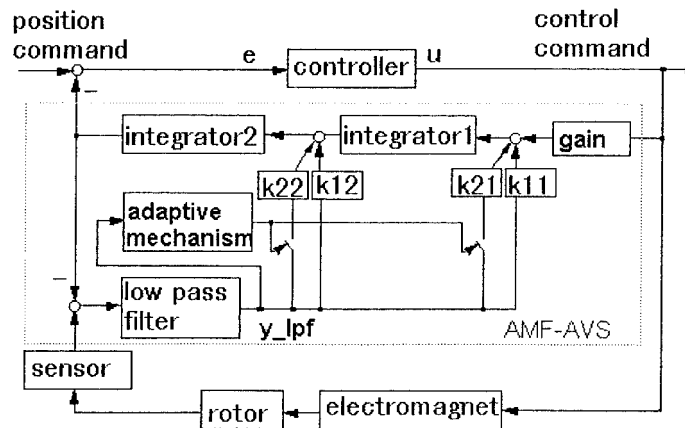 position
command
control
command
e
controller
u
integrator2
integrator1
gain
k22
k12
k21
k11
adaptive
mechanism
low pass
filter
y_lpf
AMF-AVS
sensor
rotor
electromagnet